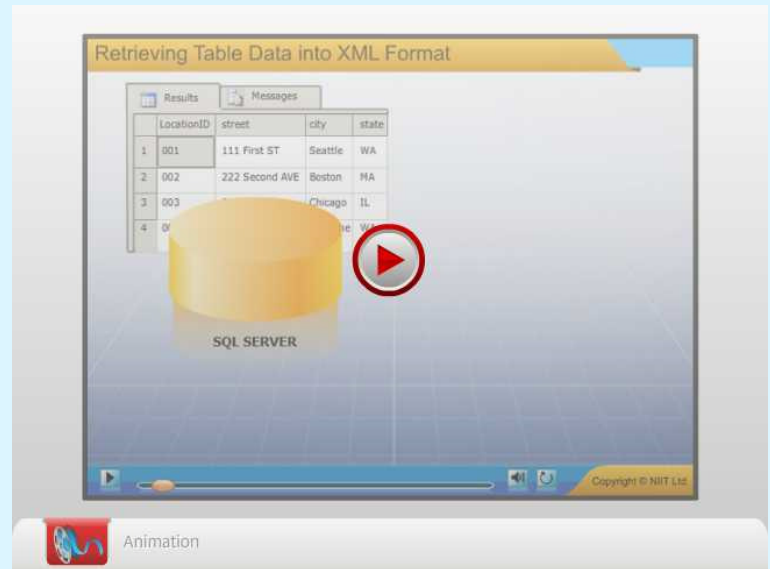 Retrieving Table Data into XML Format
Results Messages
LocationID street city state
1 001 111 First ST Seattle WA
2 002 222 Second AVE Boston MA
3 003 Chicago IL
4
SQL SERVER
Copyright © NIIT Ltd
Animation